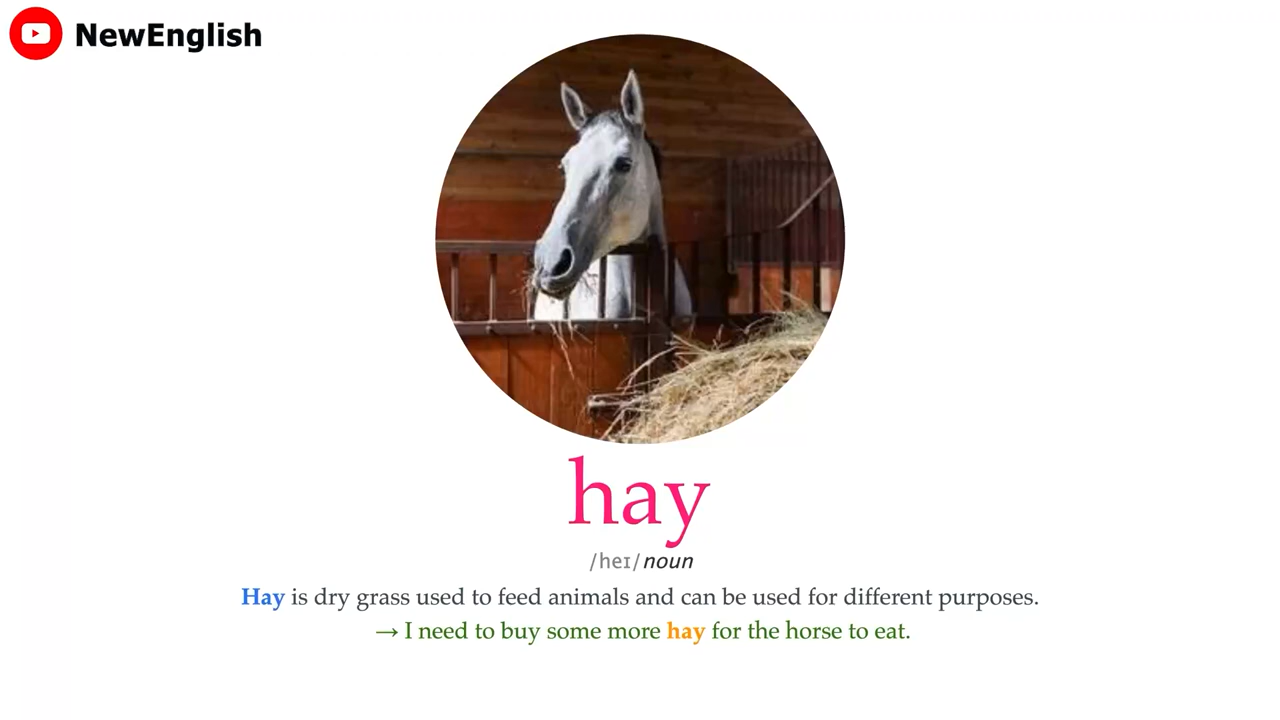 NewEnglish
hay
/heɪ/ noun
Hay is dry grass used to feed animals and can be used for different purposes.
→ I need to buy some more hay for the horse to eat.